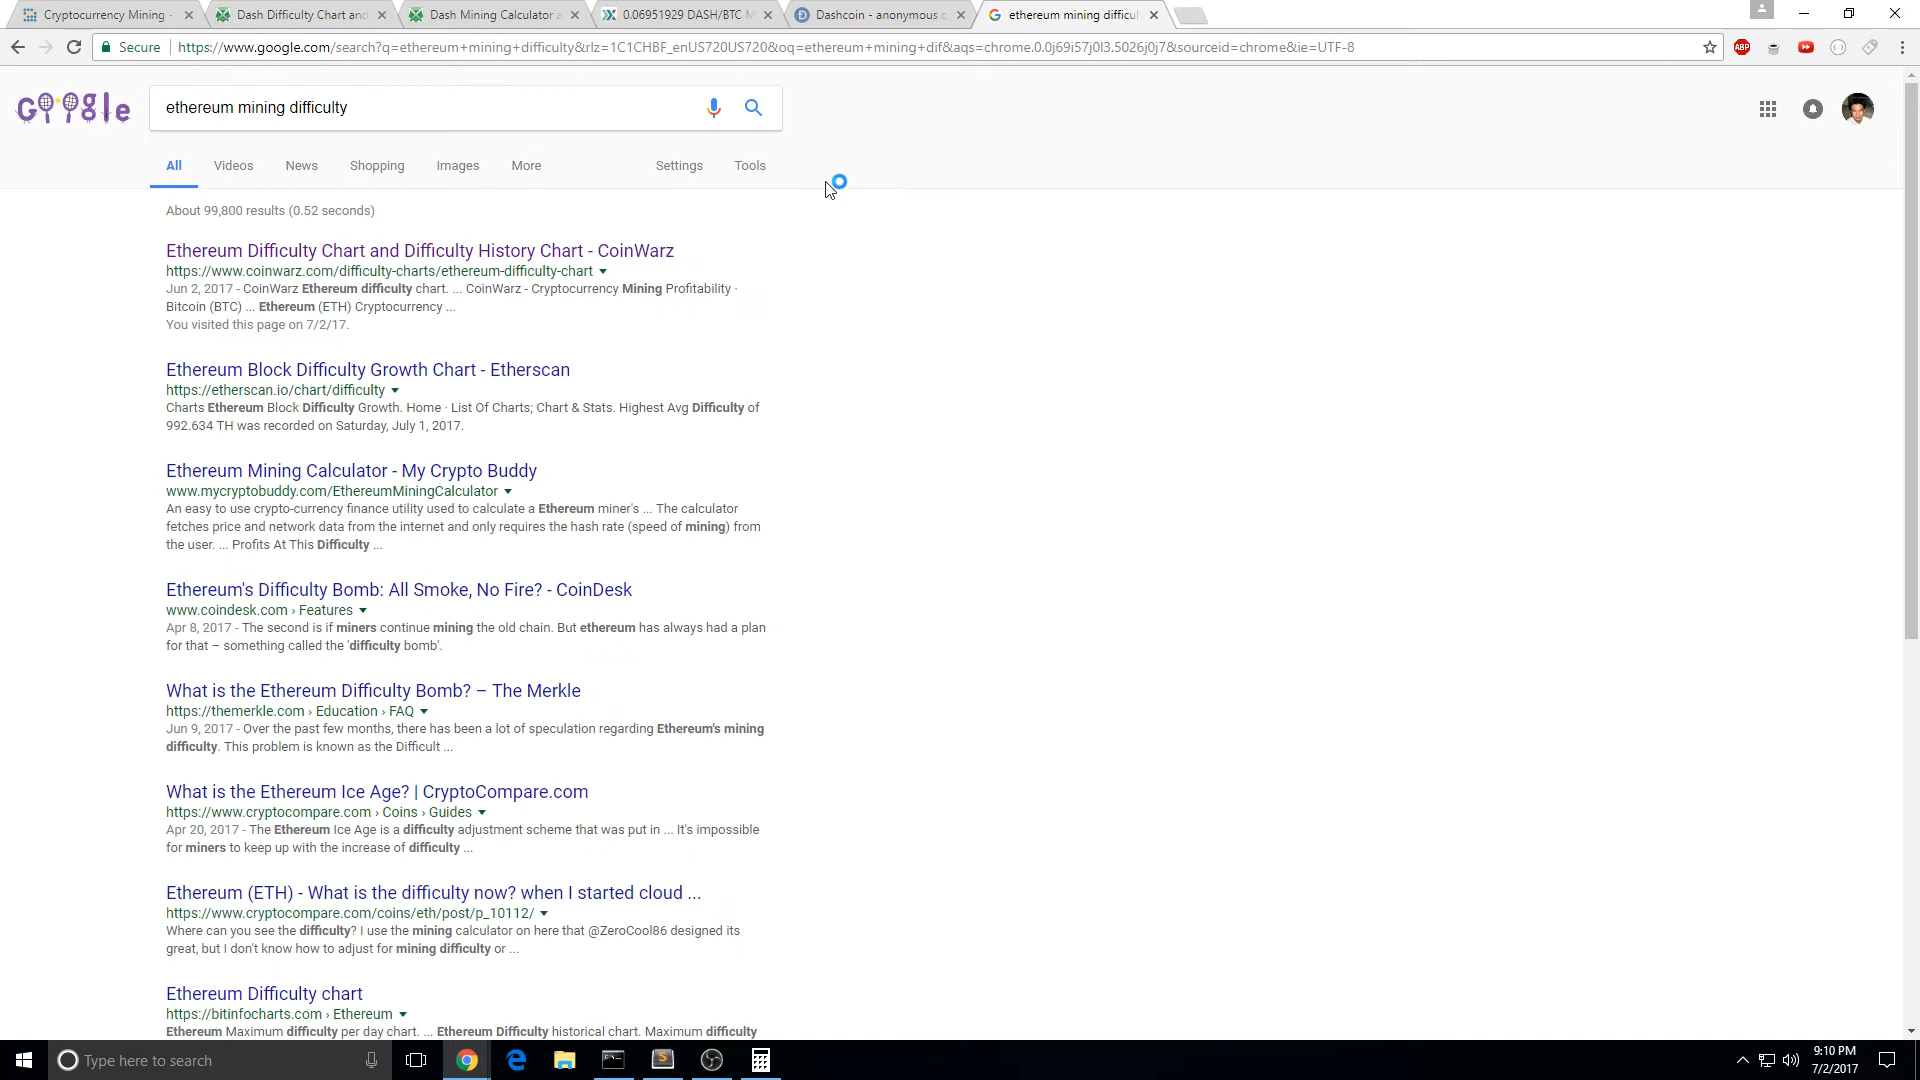 Cryptocurrency Mining -
Dash Difficulty Chart and
Dash Mining Calculator a
0.06951929 DASH/BTC M
Dashcoin - anonymous c
ethereum mining difficul
Secure
https://www.google.com/search?q=ethereum+mining+difficulty&rlz=1C1CHBF_enUS720US720&oq=ethereum+mining+dif&aqs=chrome.0.0j69i57j0l3.5026j0j7&sourceid=chrome&ie=UTF-8
ABP
Google
ethereum mining difficulty
All
Videos
News
Shopping
Images
More
Settings
Tools
About 99,800 results (0.52 seconds)
Ethereum Difficulty Chart and Difficulty History Chart - CoinWarz
https://www.coinwarz.com/difficulty-charts/ethereum-difficulty-chart
Jun 2, 2017 - CoinWarz Ethereum difficulty chart. ... CoinWarz - Cryptocurrency Mining Profitability ·
Bitcoin (BTC) ... Ethereum (ETH) Cryptocurrency ...
You visited this page on 7/2/17.
Ethereum Block Difficulty Growth Chart - Etherscan
https://etherscan.io/chart/difficulty
Charts Ethereum Block Difficulty Growth. Home · List Of Charts; Chart & Stats. Highest Avg Difficulty of
992.634 TH was recorded on Saturday, July 1, 2017.
Ethereum Mining Calculator - My Crypto Buddy
www.mycryptobuddy.com/EthereumMiningCalculator
An easy to use crypto-currency finance utility used to calculate a Ethereum miner's ... The calculator
fetches price and network data from the internet and only requires the hash rate (speed of mining) from
the user. ... Profits At This Difficulty ...
Ethereum's Difficulty Bomb: All Smoke, No Fire? - CoinDesk
www.coindesk.com › Features
Apr 8, 2017 - The second is if miners continue mining the old chain. But ethereum has always had a plan
for that – something called the 'difficulty bomb'.
What is the Ethereum Difficulty Bomb? – The Merkle
https://themerkle.com › Education › FAQ
Jun 9, 2017 - Over the past few months, there has been a lot of speculation regarding Ethereum's mining
difficulty. This problem is known as the Difficult ...
What is the Ethereum Ice Age? | CryptoCompare.com
https://www.cryptocompare.com › Coins › Guides
Apr 20, 2017 - The Ethereum Ice Age is a difficulty adjustment scheme that was put in ... It's impossible
for miners to keep up with the increase of difficulty ...
Ethereum (ETH) - What is the difficulty now? when I started cloud ...
https://www.cryptocompare.com/coins/eth/post/p_10112/
Where can you see the difficulty? I use the mining calculator on here that @ZeroCool86 designed its
great, but I don't know how to adjust for mining difficulty or ...
Ethereum Difficulty chart
https://bitinfocharts.com › Ethereum
Ethereum Maximum difficulty per day chart. ... Ethereum Difficulty historical chart. Maximum difficulty
Type here to search
9:10 PM
7/2/2017